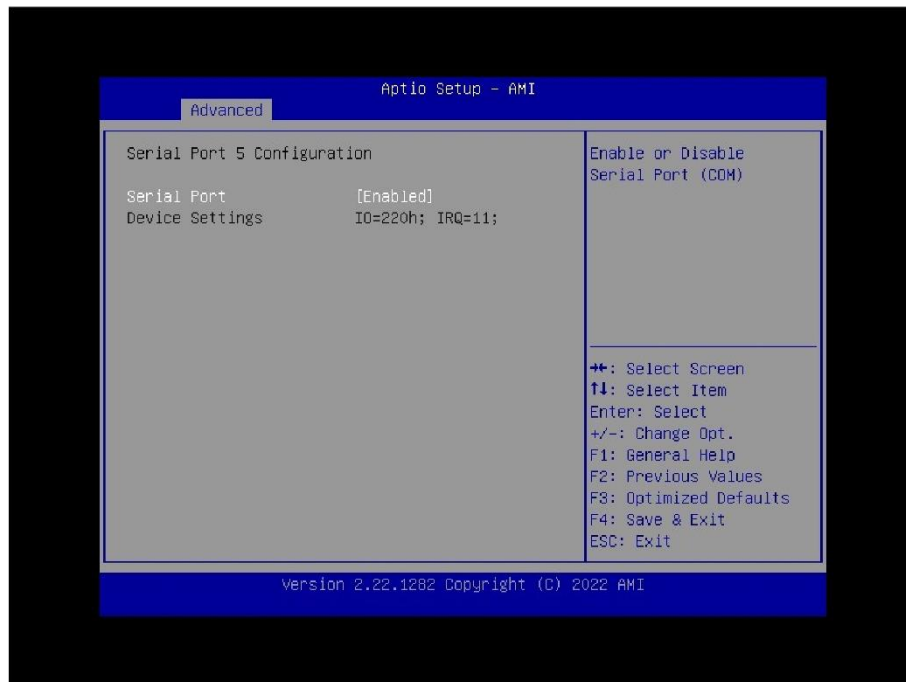 Aptio Setup - AMI
Advanced
Serial Port 5 Configuration
Serial Port [Enabled]
Device Settings IO=220h; IRQ=11;
Enable or Disable
Serial Port (COM)
→←: Select Screen
↑↓: Select Item
Enter: Select
+/-: Change Opt.
F1: General Help
F2: Previous Values
F3: Optimized Defaults
F4: Save & Exit
ESC: Exit
Version 2.22.1282 Copyright (C) 2022 AMI